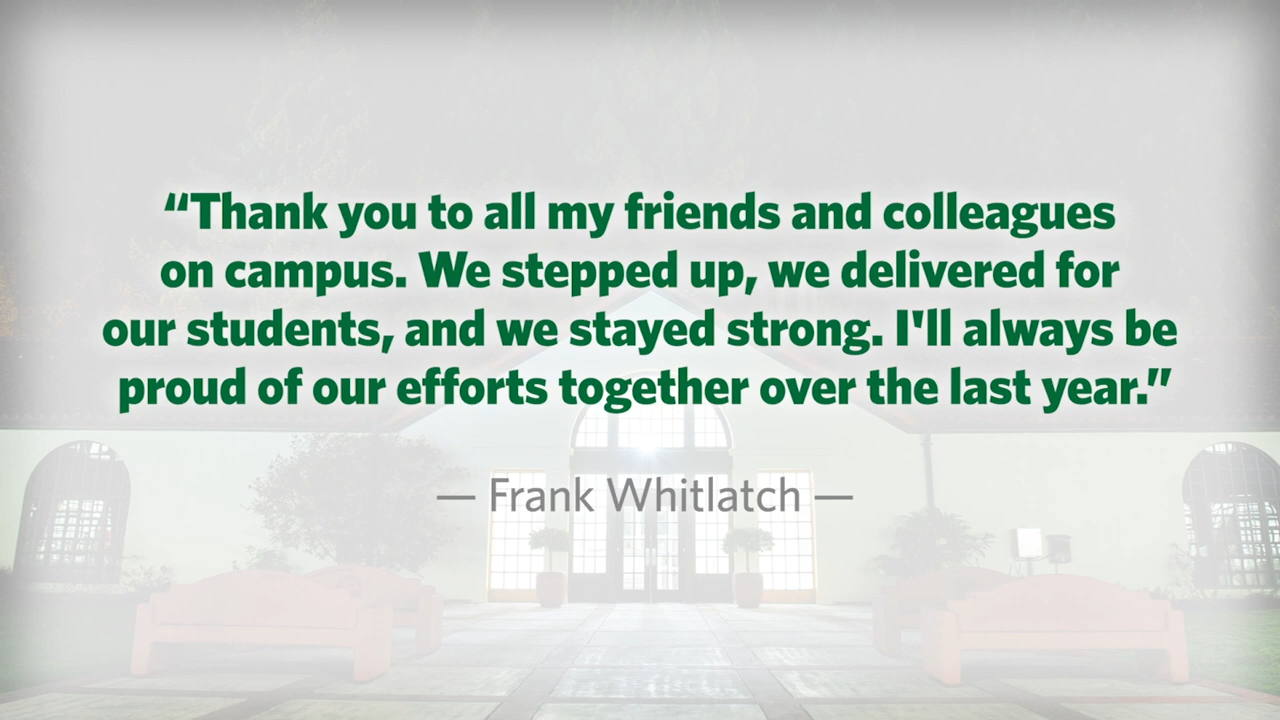 “Thank you to all my friends and colleagues
on campus. We stepped up, we delivered for
our students, and we stayed strong. I'll always be
proud of our efforts together over the last year.”
— Frank Whitlatch —